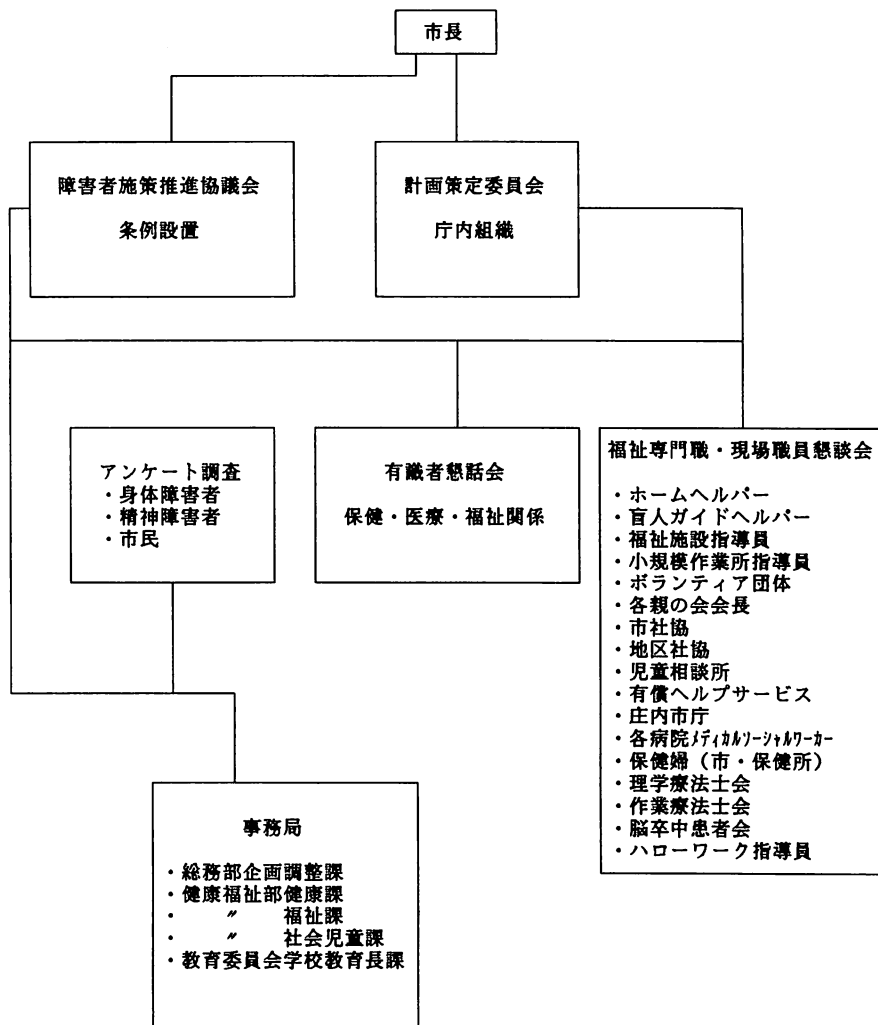 市長
障害者施策推進協議会
条例設置
計画策定委員会
庁内組織
アンケート調査
・身体障害者
・精神障害者
・市民
有識者懇話会
保健・医療・福祉関係
福祉専門職・現場職員懇談会
・ホームヘルパー
・盲人ガイドヘルパー
・福祉施設指導員
・小規模作業所指導員
・ボランティア団体
・各親の会会長
・市社協
・地区社協
・児童相談所
・有償ヘルプサービス
・庄内市庁
・各病院メディカルソーシャルワーカー
・保健婦（市・保健所）
・理学療法士会
・作業療法士会
・脳卒中患者会
・ハローワーク指導員
事務局
・総務部企画調整課
・健康福祉部健康課
・　　〃　　福祉課
・　　〃　　社会児童課
・教育委員会学校教育長課